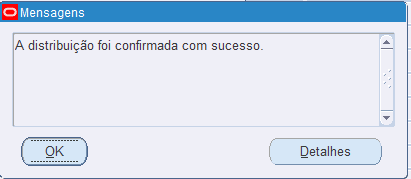 Mensagens
A distribuição foi confirmada com sucesso.
OK
Detalhes